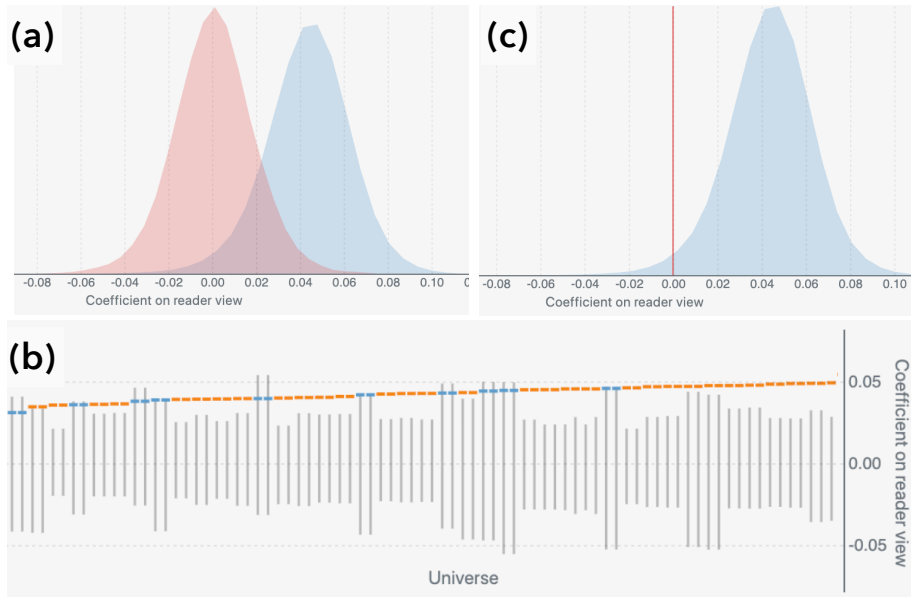 (a)
-0.08 -0.06 -0.04 -0.02 0.00 0.02 0.04 0.06 0.08 0.10 0
Coefficient on reader view
(c)
-0.08 -0.06 -0.04 -0.02 0.00 0.02 0.04 0.06 0.08 0.10
Coefficient on reader view
(b)
0.05
0.00
-0.05
Coefficient on reader view
Universe